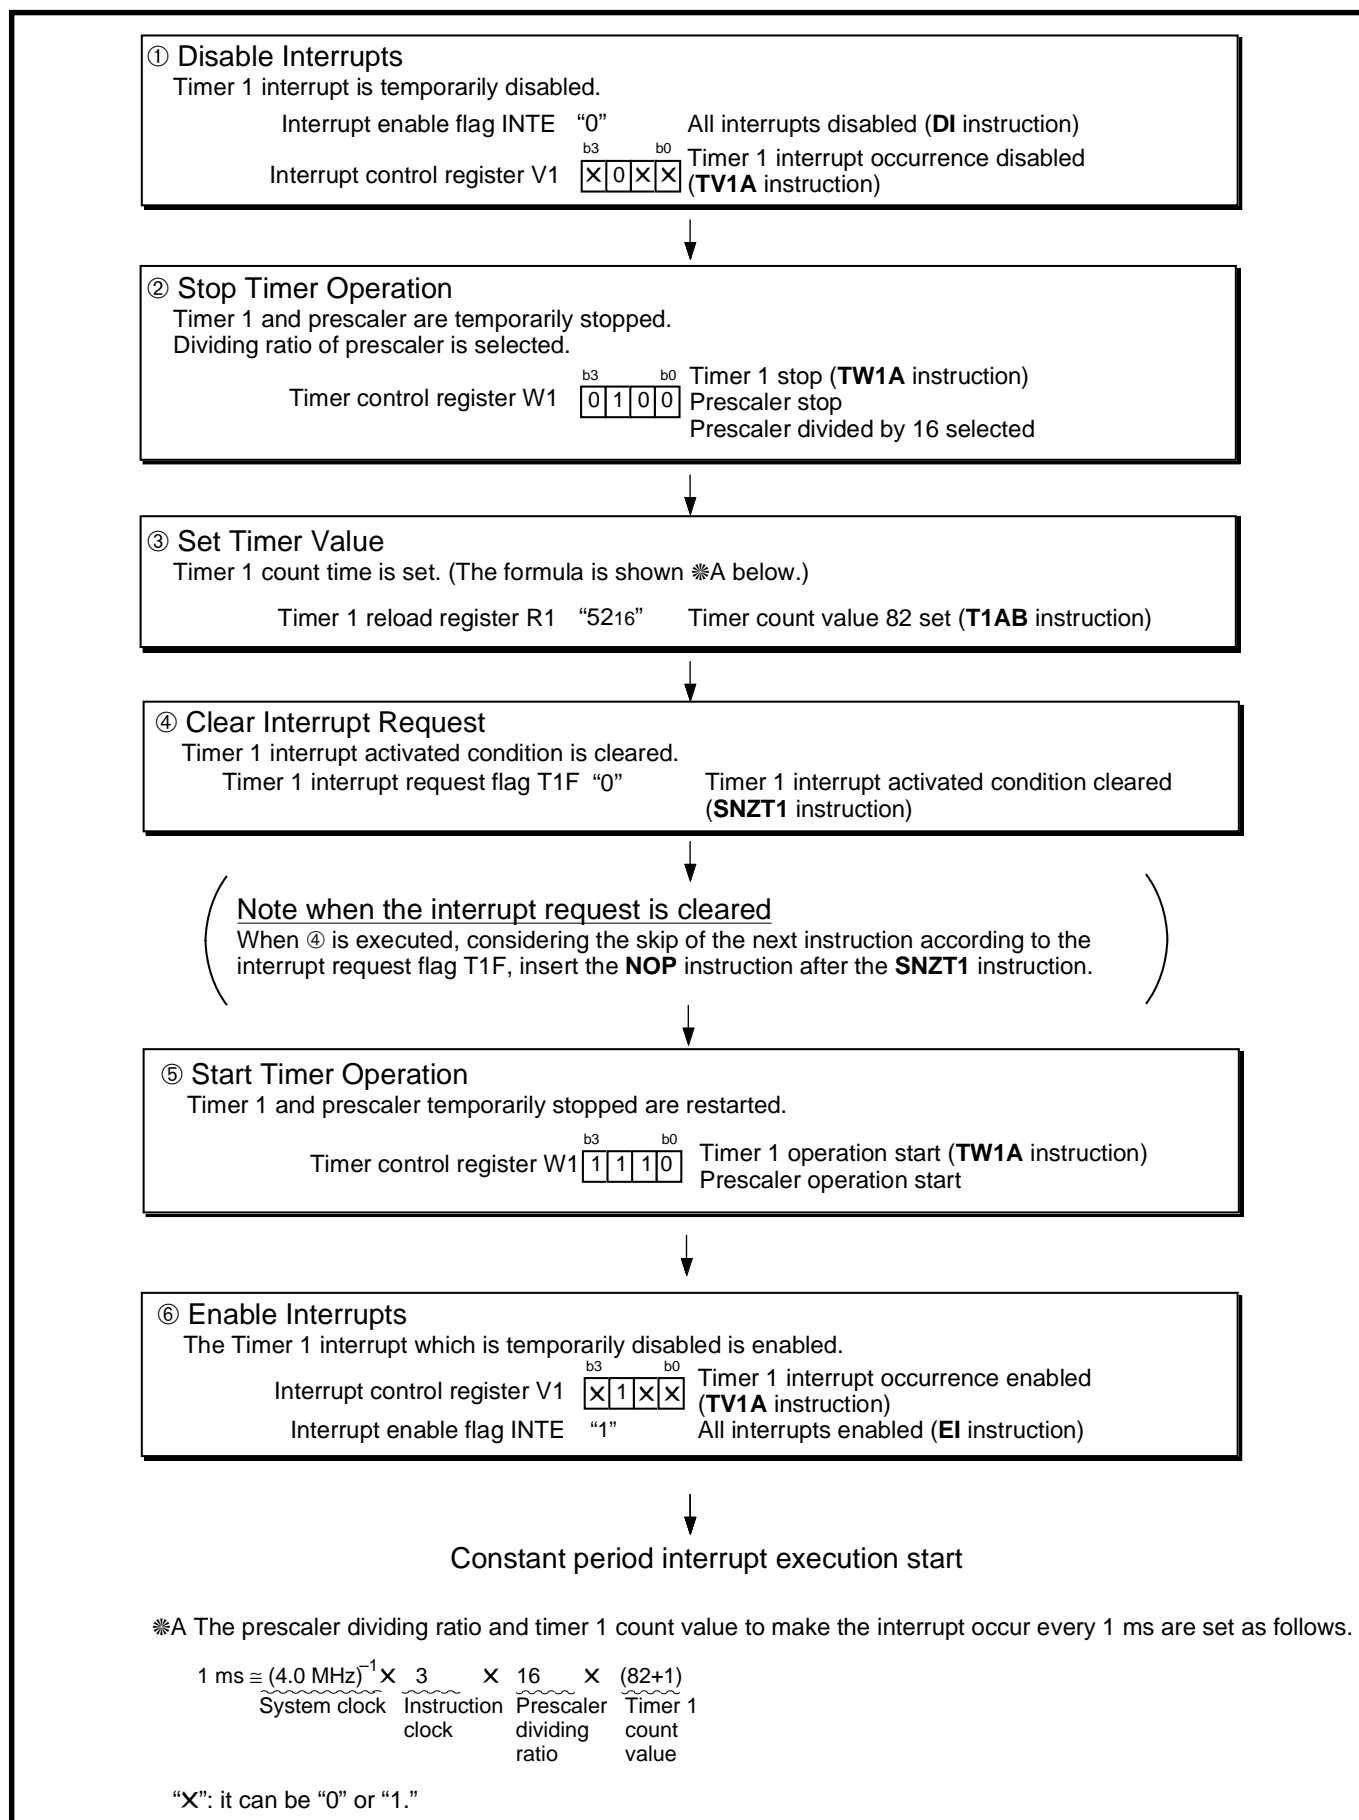 ① Disable Interrupts
Timer 1 interrupt is temporarily disabled.
Interrupt enable flag INTE “0” All interrupts disabled (DI instruction)
b3 b0
Interrupt control register V1 ✕ 0 ✕ ✕ Timer 1 interrupt occurrence disabled
(TV1A instruction)
② Stop Timer Operation
Timer 1 and prescaler are temporarily stopped.
Dividing ratio of prescaler is selected.
b3 b0
Timer control register W1 0 1 0 0 Timer 1 stop (TW1A instruction)
Prescaler stop
Prescaler divided by 16 selected
③ Set Timer Value
Timer 1 count time is set. (The formula is shown ❊A below.)
Timer 1 reload register R1 “5216” Timer count value 82 set (T1AB instruction)
④ Clear Interrupt Request
Timer 1 interrupt activated condition is cleared.
Timer 1 interrupt request flag T1F “0” Timer 1 interrupt activated condition cleared
(SNZT1 instruction)
Note when the interrupt request is cleared
When ④ is executed, considering the skip of the next instruction according to the
interrupt request flag T1F, insert the NOP instruction after the SNZT1 instruction.
⑤ Start Timer Operation
Timer 1 and prescaler temporarily stopped are restarted.
b3 b0
Timer control register W1 1 1 1 0 Timer 1 operation start (TW1A instruction)
Prescaler operation start
⑥ Enable Interrupts
The Timer 1 interrupt which is temporarily disabled is enabled.
b3 b0
Interrupt control register V1 ✕ 1 ✕ ✕ Timer 1 interrupt occurrence enabled
(TV1A instruction)
Interrupt enable flag INTE “1” All interrupts enabled (EI instruction)
Constant period interrupt execution start
❊A The prescaler dividing ratio and timer 1 count value to make the interrupt occur every 1 ms are set as follows.
1 ms ≅ (4.0 MHz)–1 ✕ 3 ✕ 16 ✕ (82+1)
System clock Instruction Prescaler Timer 1
clock dividing count
ratio value
“✕”: it can be “0” or “1.”